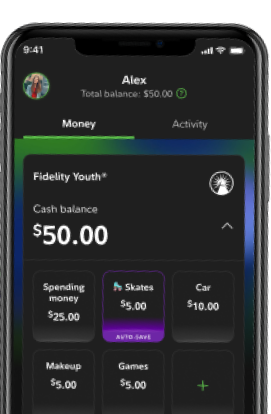 9:41
Alex
Total balance: $50.00 ?
Money
Activity
Fidelity Youth®
Cash balance
$50.00
Spending
money
$25.00
Skates
$5.00
AUTO-SAVE
Car
$10.00
Makeup
$5.00
Games
$5.00
+